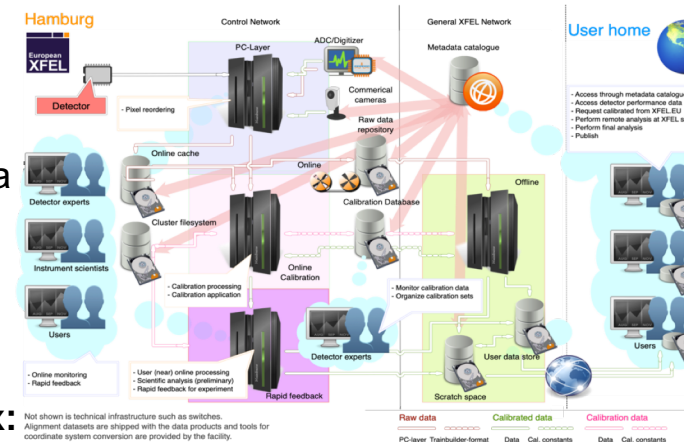 Hamburg
Control Network
General XFEL Network
User home
European
XFEL
PC-Layer
ADC/Digitizer
Metadata catalogue
Detector
- Pixel reordering
Commerical
cameras
Raw data
repository
- Access through metadata catalogue
- Access detector performance data
- Request calibrated from XFEL.EU
- Perform remote analysis at XFEL
- Perform final analysis
- Publish
Online cache
Online
Offline
Detector experts
Calibration Database
Cluster filesystem
Instrument scientists
Online
Calibration
- Calibration processing
- Calibration application
- Monitor calibration data
- Organize calibration sets
Users
Detector experts
User data store
Users
- Online monitoring
- Rapid feedback
- User (near) online processing
- Scientific analysis (preliminary)
- Rapid feedback for experiment
Rapid feedback
Scratch space
Not shown is technical infrastructure such as switches.
Alignment datasets are shipped with the data products and tools for
coordinate system conversion are provided by the facility.
Raw data
Calibrated data
Calibration data
PC-layer Trainbuilder-format
Data Cal. constants
Data Cal. constants